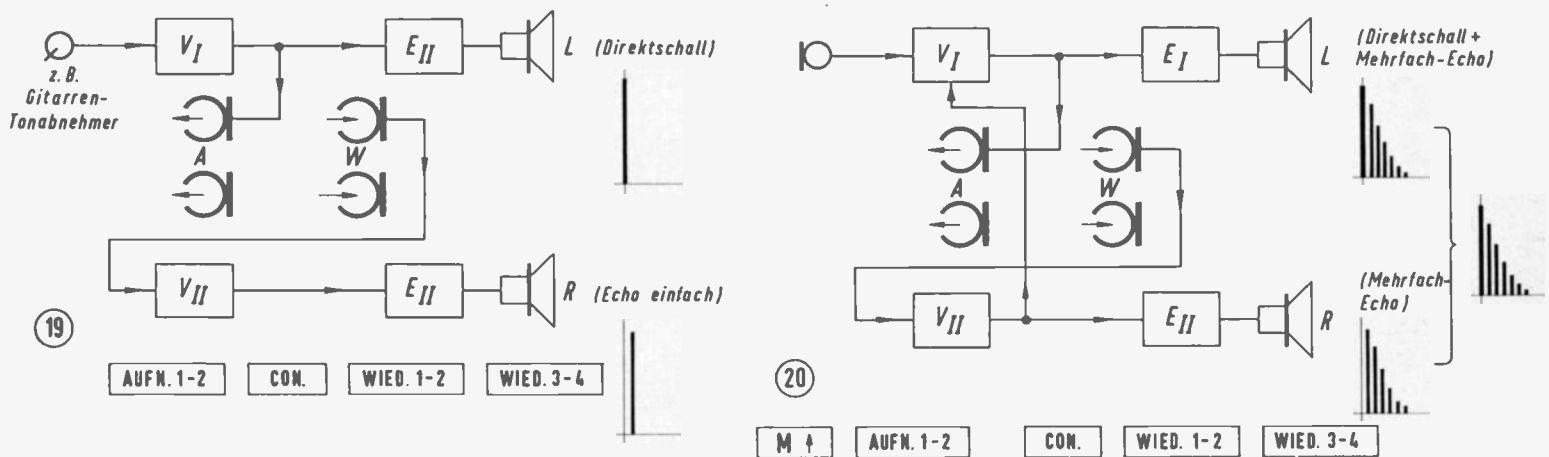 V_I
E_II
L
(Direktschall)
z.B.
Gitarren-
Tonabnehmer
A
W
V_II
E_II
R
(Echo einfach)
19
AUFN. 1-2
CON.
WIED. 1-2
WIED. 3-4
V_I
E_I
L
(Direktschall +
Mehrfach-Echo)
A
W
(Mehrfach-
Echo)
V_II
E_II
R
20
M ↑
AUFN. 1-2
CON.
WIED. 1-2
WIED. 3-4